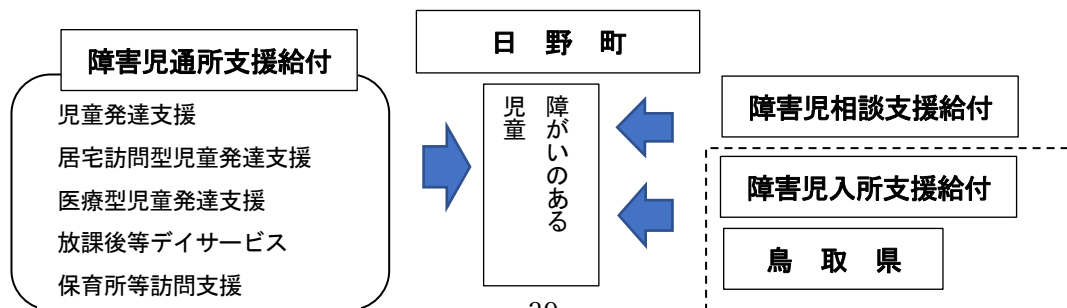 日 野 町
障害児通所支援給付
児童発達支援
居宅訪問型児童発達支援
医療型児童発達支援
放課後等デイサービス
保育所等訪問支援
障がいのある
児童
障害児相談支援給付
障害児入所支援給付
鳥 取 県